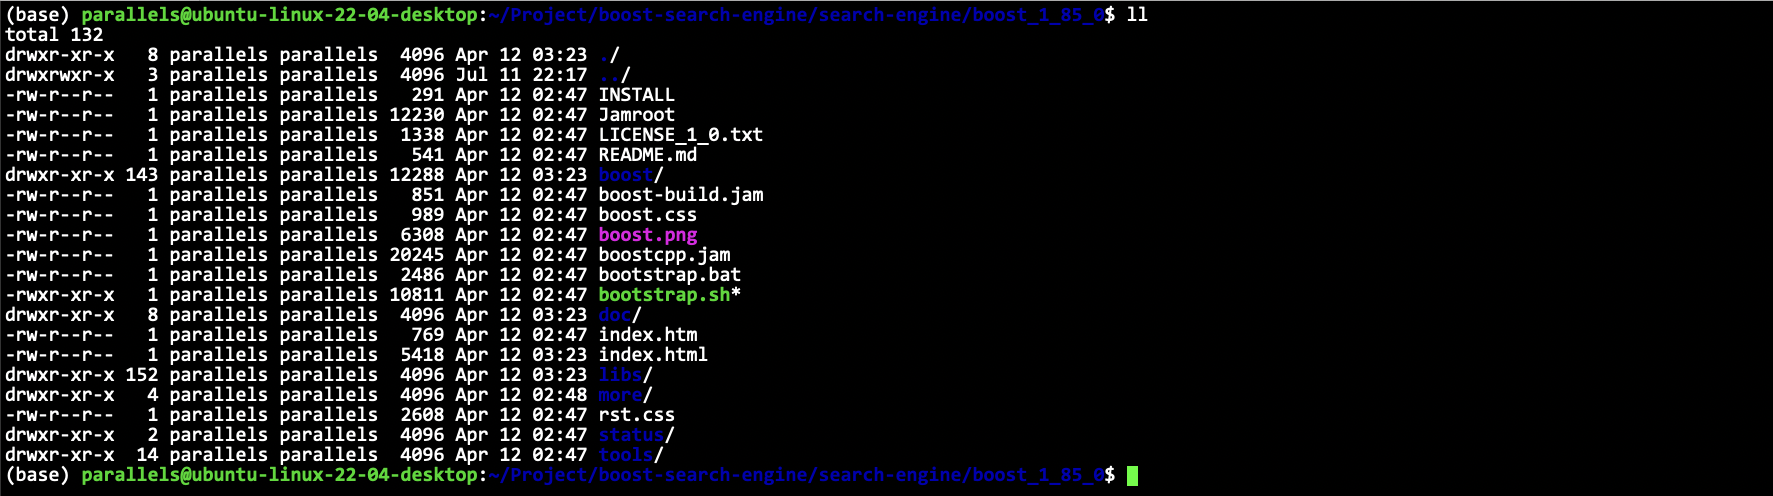 (base) parallels@ubuntu-linux-22-04-desktop:~/Project/boost-search-engine/search-engine/boost_1_85_0$ ll
total 132
drwxr-xr-x   8 parallels parallels  4096 Apr 12 03:23 ./
drwxrwxr-x   3 parallels parallels  4096 Jul 11 22:17 ../
-rw-r--r--   1 parallels parallels   291 Apr 12 02:47 INSTALL
-rw-r--r--   1 parallels parallels 12230 Apr 12 02:47 Jamroot
-rw-r--r--   1 parallels parallels  1338 Apr 12 02:47 LICENSE_1_0.txt
-rw-r--r--   1 parallels parallels   541 Apr 12 02:47 README.md
drwxr-xr-x 143 parallels parallels 12288 Apr 12 03:23 boost/
-rw-r--r--   1 parallels parallels   851 Apr 12 02:47 boost-build.jam
-rw-r--r--   1 parallels parallels   989 Apr 12 02:47 boost.css
-rw-r--r--   1 parallels parallels  6308 Apr 12 02:47 boost.png
-rw-r--r--   1 parallels parallels 20245 Apr 12 02:47 boostcpp.jam
-rw-r--r--   1 parallels parallels  2486 Apr 12 02:47 bootstrap.bat
-rwxr-xr-x   1 parallels parallels 10811 Apr 12 02:47 bootstrap.sh*
drwxr-xr-x   8 parallels parallels  4096 Apr 12 03:23 doc/
-rw-r--r--   1 parallels parallels   769 Apr 12 02:47 index.htm
-rw-r--r--   1 parallels parallels  5418 Apr 12 03:23 index.html
drwxr-xr-x 152 parallels parallels  4096 Apr 12 03:23 libs/
drwxr-xr-x   4 parallels parallels  4096 Apr 12 02:48 more/
-rw-r--r--   1 parallels parallels  2608 Apr 12 02:47 rst.css
drwxr-xr-x   2 parallels parallels  4096 Apr 12 02:47 status/
drwxr-xr-x  14 parallels parallels  4096 Apr 12 02:47 tools/
(base) parallels@ubuntu-linux-22-04-desktop:~/Project/boost-search-engine/search-engine/boost_1_85_0$